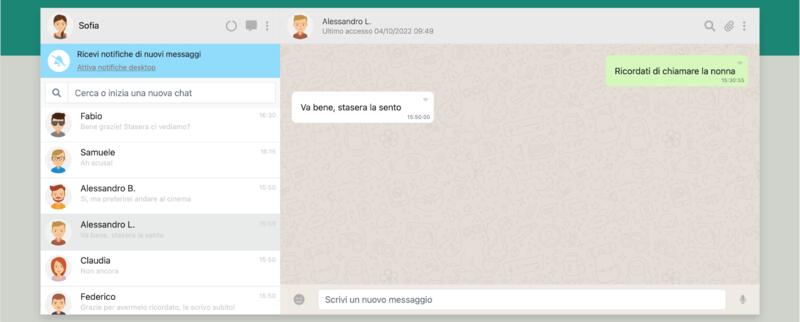 Sofia
Ricevi notifiche di nuovi messaggi
Attiva notifiche desktop
Cerca o inizia una nuova chat
Fabio 16:30
Bene grazie! Stasera ci vediamo?
Samuele 16:15
Ah scusa!
Alessandro B. 15:50
Si, ma preferirei andare al cinema
Alessandro L. 15:50
Va bene, stasera la sento
Claudia 15:50
Non ancora
Federico 15:50
Grazie per avermelo ricordato, le scrivo subito!
Alessandro L.
Ultimo accesso 04/10/2022 09:49
Ricordati di chiamare la nonna
15:30:55
Va bene, stasera la sento
15:50:00
Scrivi un nuovo messaggio